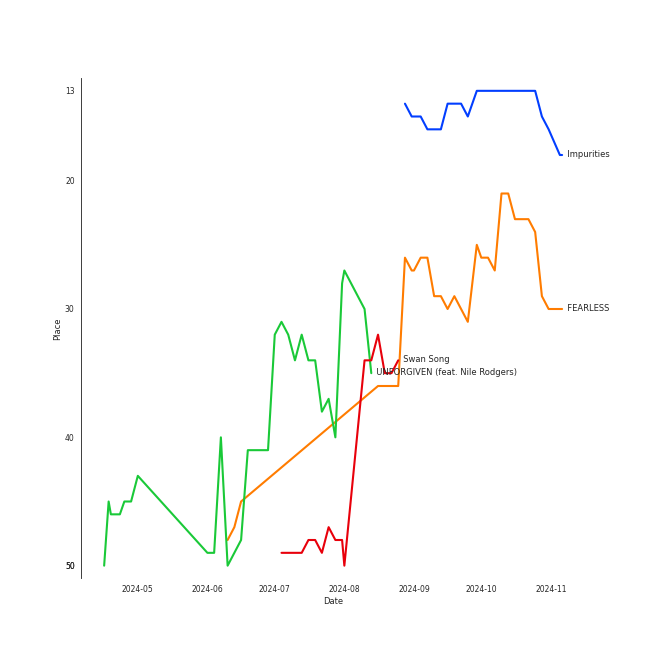 13
Impurities
20
30
FEARLESS
Place
Swan Song
UNFORGIVEN (feat. Nile Rodgers)
40
50
2024-05 2024-06 2024-07 2024-08 2024-09 2024-10 2024-11
Date